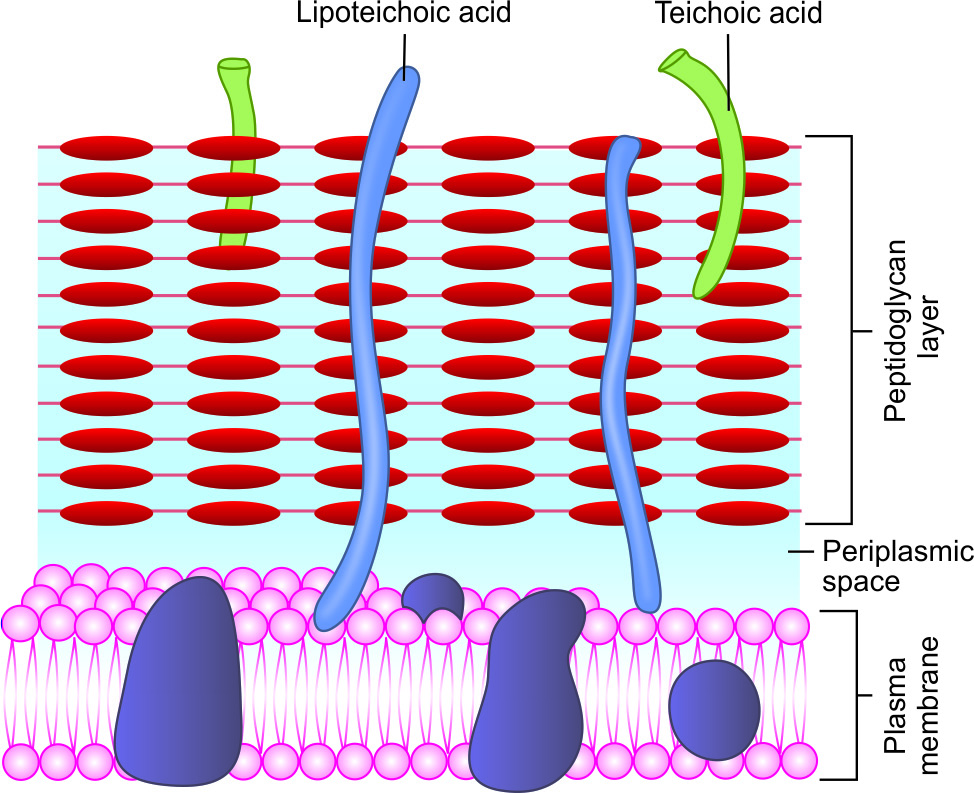 Lipoteichoic acid
Teichoic acid
Peptidoglycan
layer
Periplasmic
space
Plasma
membrane